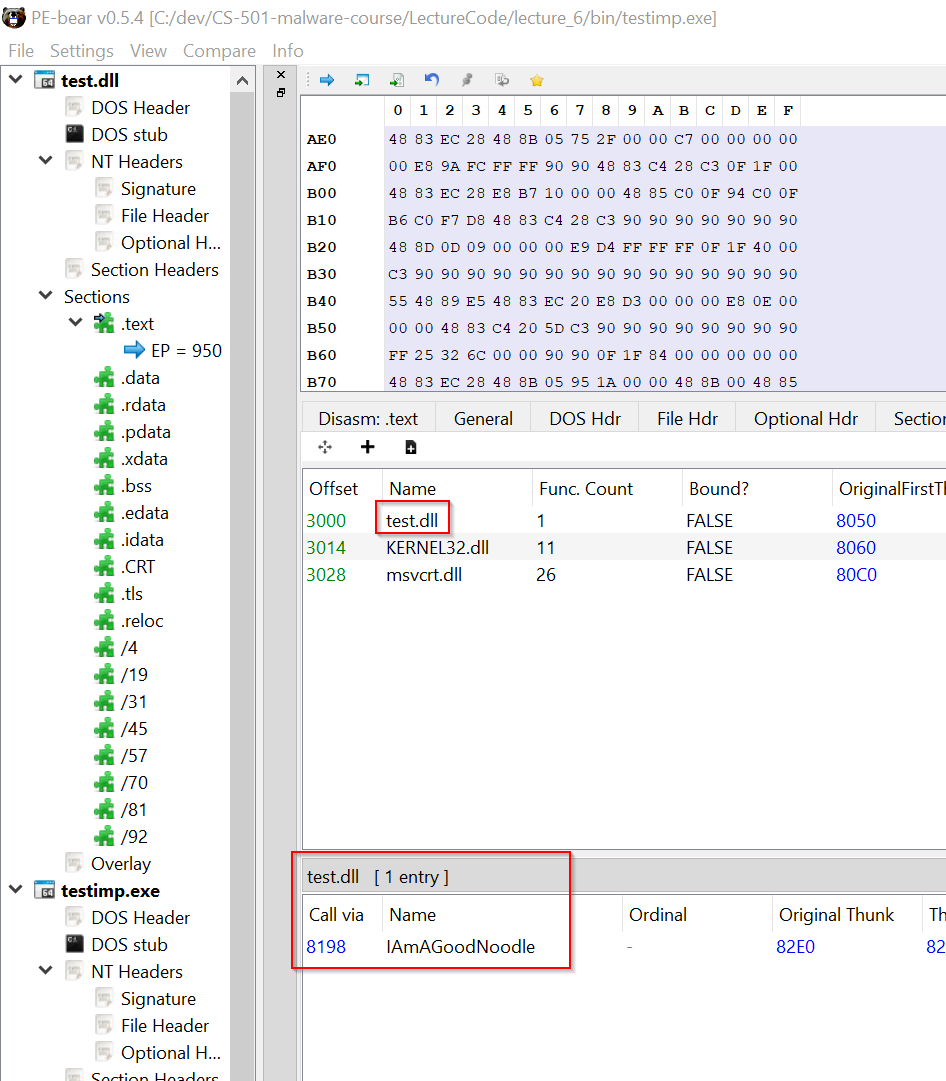 PE-bear v0.5.4 [C:/dev/CS-501-malware-course/LectureCode/lecture_6/bin/testimp.exe]
File Settings View Compare Info
test.dll
DOS Header
DOS stub
NT Headers
Signature
File Header
Optional H...
Section Headers
Sections
.text
EP = 950
.data
.rdata
.pdata
.xdata
.bss
.edata
.idata
.CRT
.tls
.reloc
/4
/19
/31
/45
/57
/70
/81
/92
Overlay
testimp.exe
DOS Header
DOS stub
NT Headers
Signature
File Header
Optional H...
Section Headers
0 1 2 3 4 5 6 7 8 9 A B C D E F
AE0 48 83 EC 28 48 8B 05 75 2F 00 00 C7 00 00 00 00
AF0 00 E8 9A FC FF FF 90 90 48 83 C4 28 C3 0F 1F 00
B00 48 83 EC 28 E8 B7 10 00 00 48 85 C0 0F 94 C0 0F
B10 B6 C0 F7 D8 48 83 C4 28 C3 90 90 90 90 90 90 90
B20 48 8D 0D 09 00 00 00 E9 D4 FF FF FF 0F 1F 40 00
B30 C3 90 90 90 90 90 90 90 90 90 90 90 90 90 90 90
B40 55 48 89 E5 48 83 EC 20 E8 D3 00 00 00 E8 0E 00
B50 00 00 48 83 C4 20 5D C3 90 90 90 90 90 90 90 90
B60 FF 25 32 6C 00 00 90 90 0F 1F 84 00 00 00 00 00
B70 48 83 EC 28 48 8B 05 95 1A 00 00 48 8B 00 48 85
Disasm: .text General DOS Hdr File Hdr Optional Hdr Section
Offset Name Func. Count Bound? OriginalFirstTh
3000 test.dll 1 FALSE 8050
3014 KERNEL32.dll 11 FALSE 8060
3028 msvcrt.dll 26 FALSE 80C0
test.dll [ 1 entry ]
Call via Name Ordinal Original Thunk Th
8198 IAmAGoodNoodle - 82E0 82